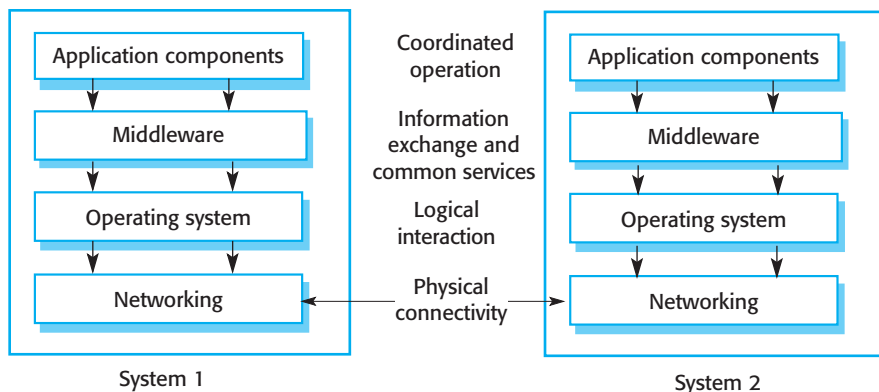 Application components
Middleware
Operating system
Networking
System 1
Coordinated
operation
Information
exchange and
common services
Logical
interaction
Physical
connectivity
Application components
Middleware
Operating system
Networking
System 2